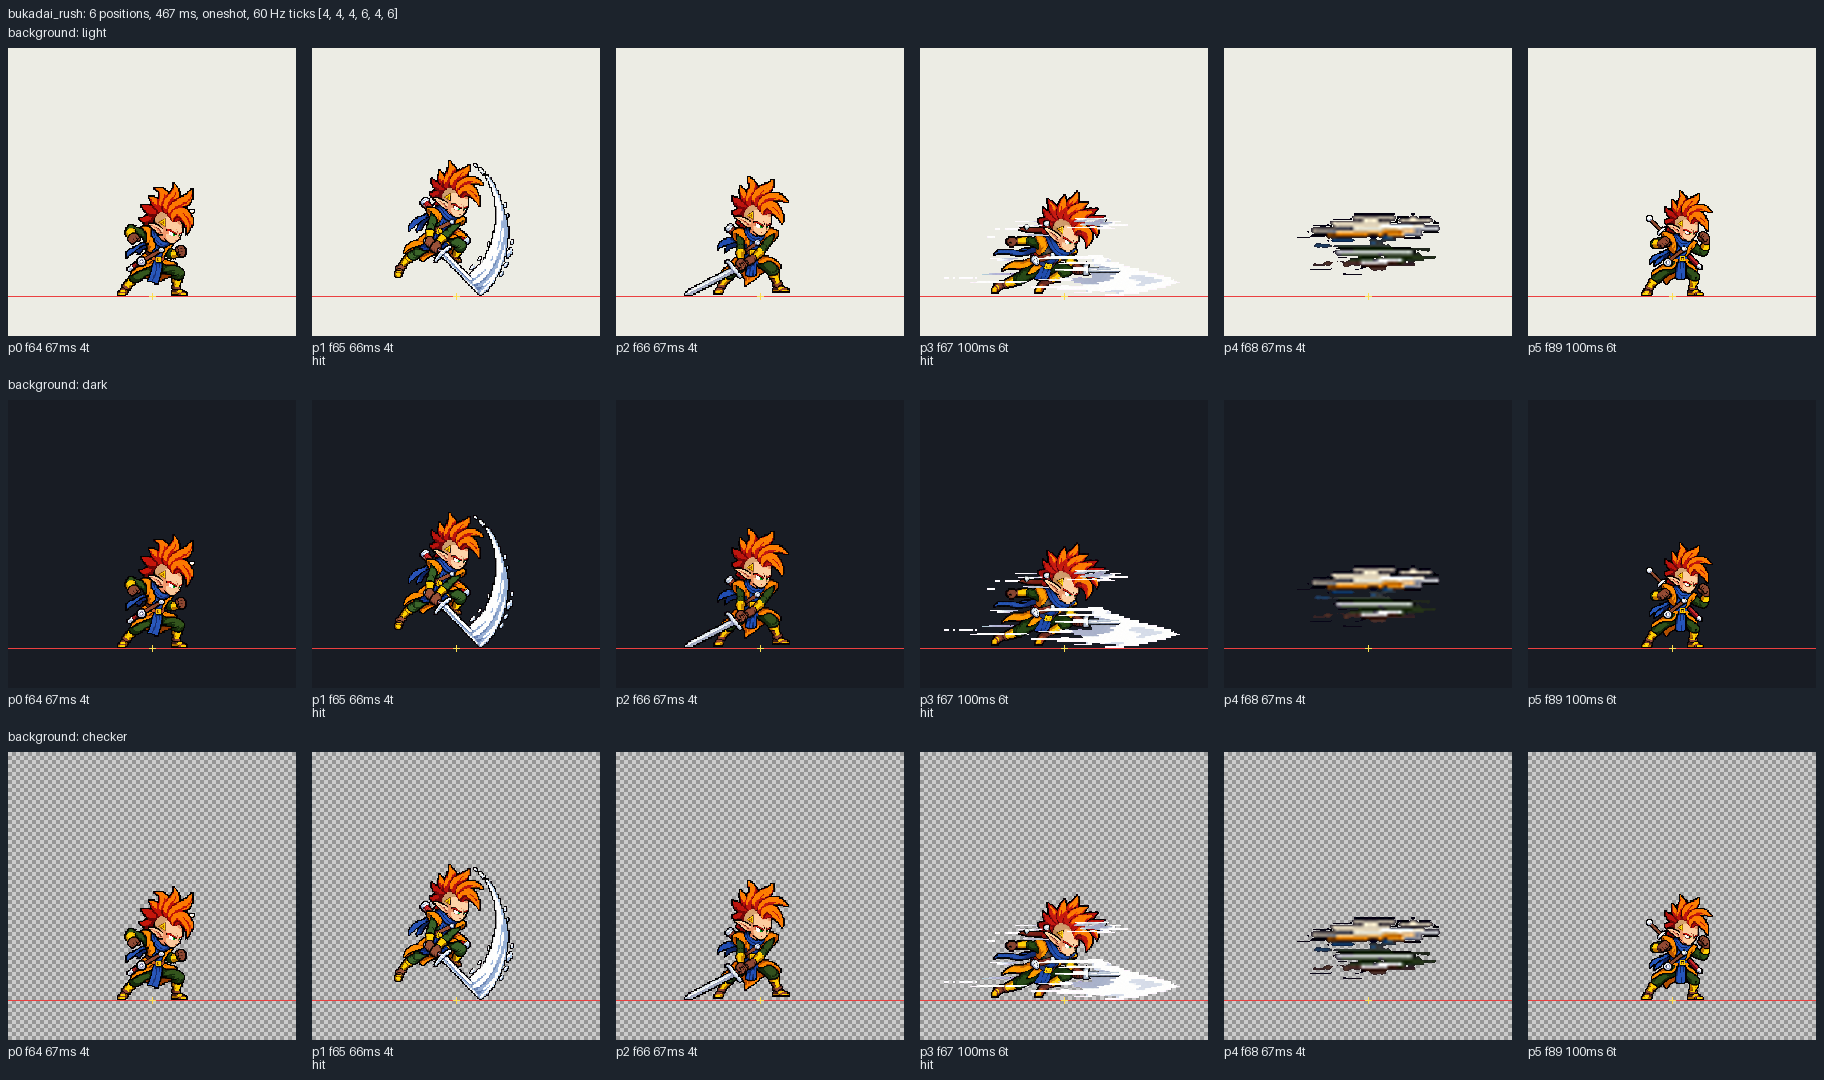 bukadai_rush: 6 positions, 467 ms, oneshot, 60 Hz ticks [4, 4, 4, 6, 4, 6]
background: light
p0 f64 67ms 4t
p1 f65 66ms 4t
hit
p2 f66 67ms 4t
p3 f67 100ms 6t
hit
p4 f68 67ms 4t
p5 f89 100ms 6t
background: dark
p0 f64 67ms 4t
p1 f65 66ms 4t
hit
p2 f66 67ms 4t
p3 f67 100ms 6t
hit
p4 f68 67ms 4t
p5 f89 100ms 6t
background: checker
p0 f64 67ms 4t
p1 f65 66ms 4t
hit
p2 f66 67ms 4t
p3 f67 100ms 6t
hit
p4 f68 67ms 4t
p5 f89 100ms 6t